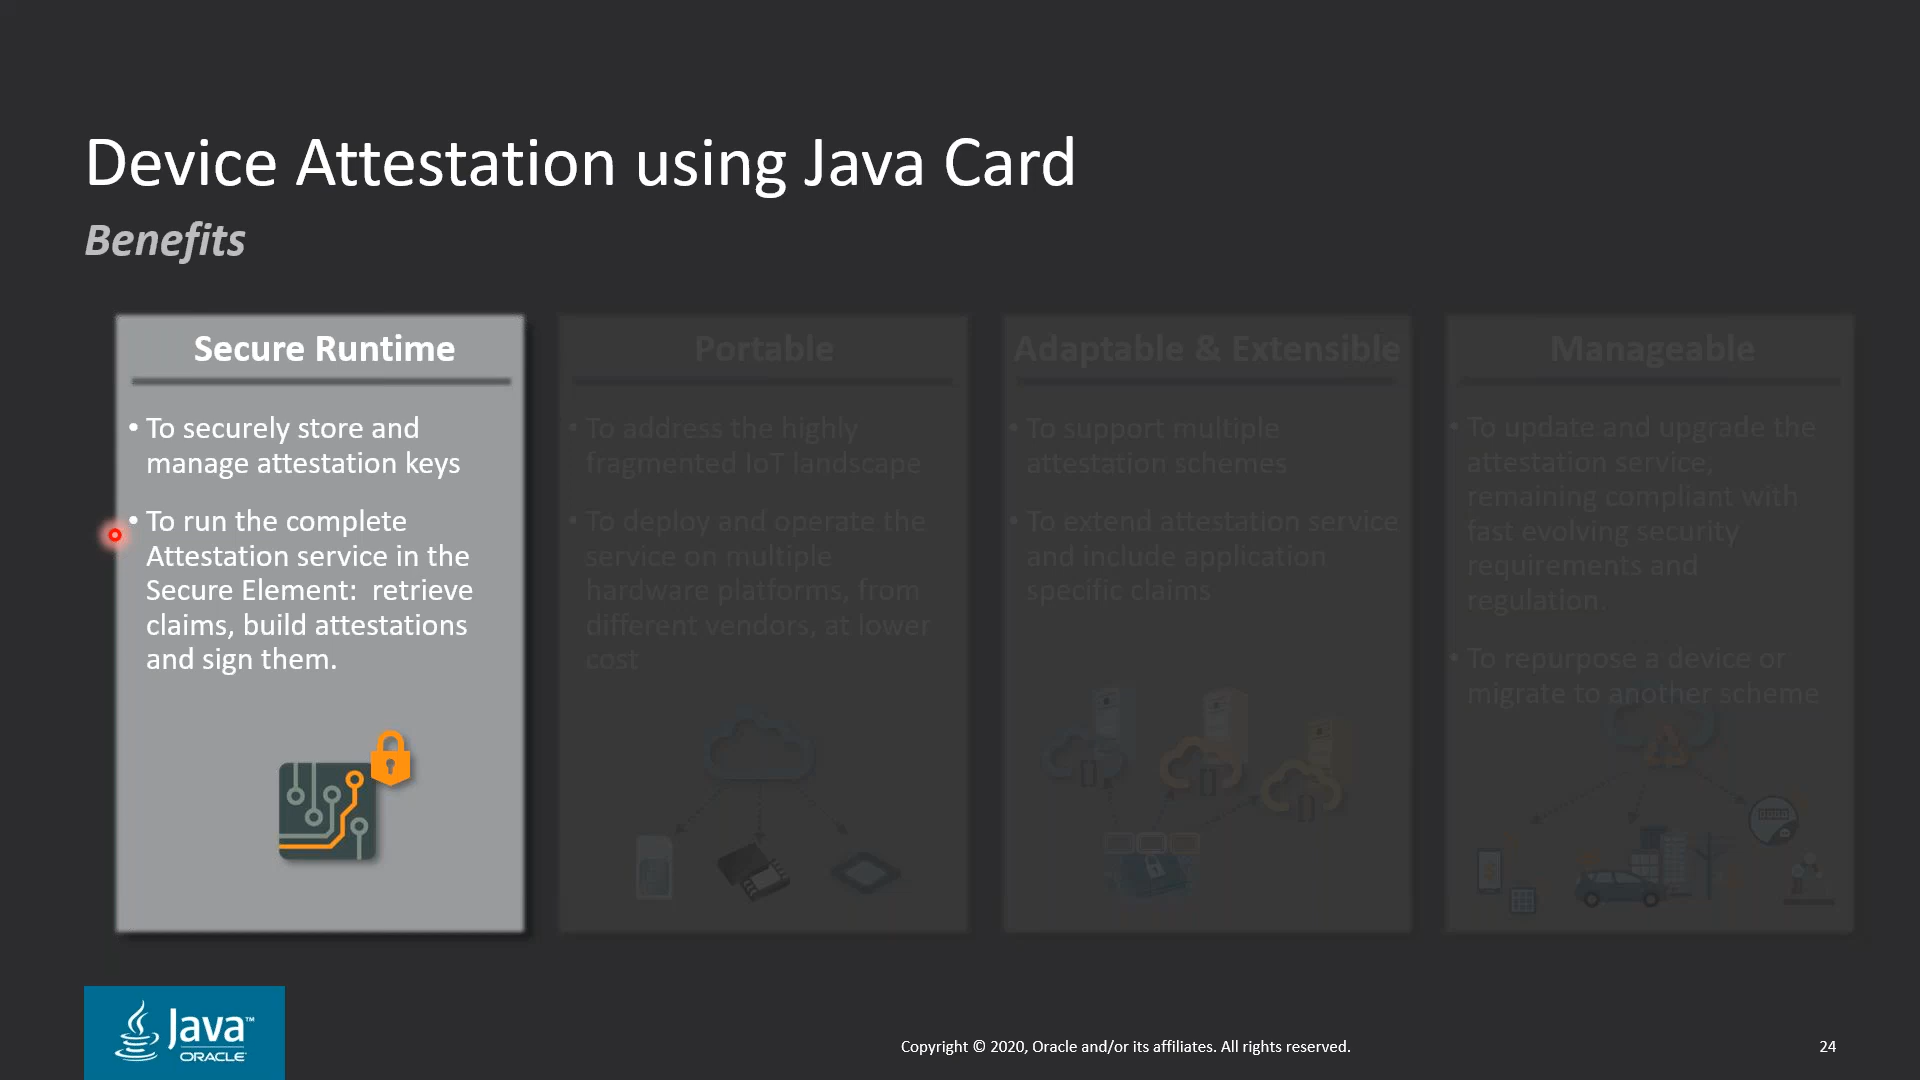 Device Attestation using Java Card
Benefits
Secure Runtime
• To securely store and
manage attestation keys
• To run the complete
Attestation service in the
Secure Element: retrieve
claims, build attestations
and sign them.
Portable
• To address the highly
fragmented IoT landscape
• To deploy and operate the
service on multiple
hardware platforms, from
different vendors, at lower
cost
Adaptable & Extensible
• To support multiple
attestation schemes
• To extend attestation service
and include application
specific claims
Manageable
• To update and upgrade the
attestation service,
remaining compliant with
fast evolving security
requirements and
regulation.
• To repurpose a device or
migrate to another scheme
Java™
ORACLE
Copyright © 2020, Oracle and/or its affiliates. All rights reserved.
24